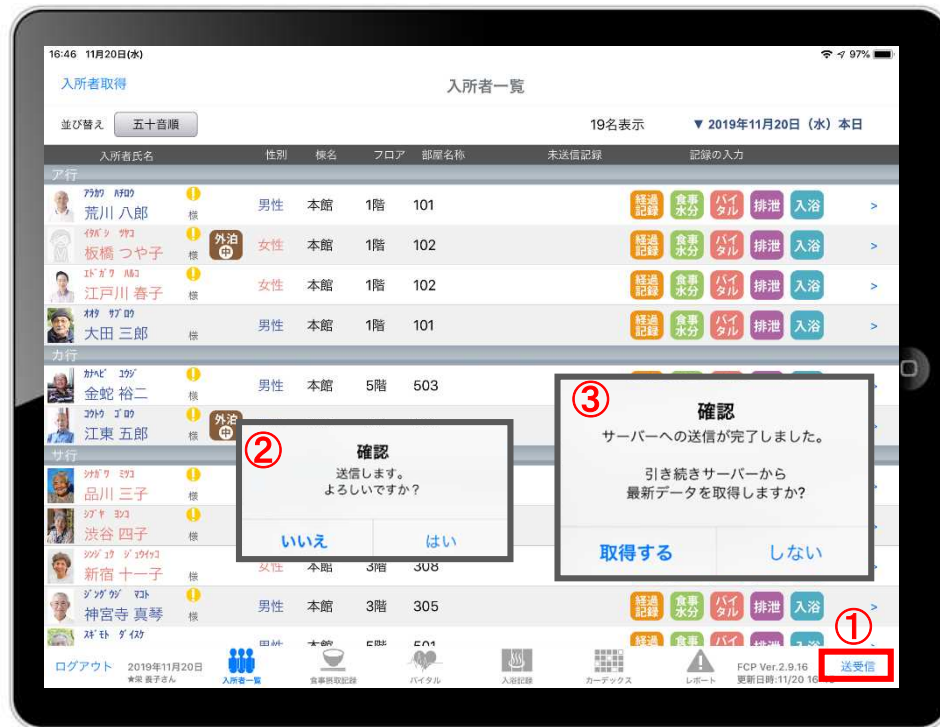 16:46 11月20日(水) 97%
入所者取得 入所者一覧
並び替え 五十音順 19名表示 ▼ 2019年11月20日（水）本日
入所者氏名 性別 棟名 フロア 部屋名称 未送信記録 記録の入力
ア行
ｱﾗｶﾜ ﾊﾁﾛｳ
荒川 八郎 様 男性 本館 1階 101 経過記録 食事水分 バイタル 排泄 入浴 >
ｲﾀﾊﾞｼ ﾂﾔｺ
板橋 つや子 様 外泊中 女性 本館 1階 102 経過記録 食事水分 バイタル 排泄 入浴 >
ｴﾄﾞｶﾞﾜ ﾊﾙｺ
江戸川 春子 様 女性 本館 1階 102 経過記録 食事水分 バイタル 排泄 入浴 >
ｵｵﾀ ｻﾌﾞﾛｳ
大田 三郎 様 男性 本館 1階 101 経過記録 食事水分 バイタル 排泄 入浴 >
カ行
ｶﾅﾍﾋﾞ ﾕｳｼﾞ
金蛇 裕二 様 男性 本館 5階 503
ｺｳﾄｳ ｺﾞﾛｳ
江東 五郎 様 外泊中
サ行
ｼﾅｶﾞﾜ ﾐﾂｺ
品川 三子 様
ｼﾌﾞﾔ ﾖﾝｺ
渋谷 四子 様
ｼﾝｼﾞｭｸ ｼﾞｭｳｲﾁｺ
新宿 十一子 様 女性 本館 3階 308
ｼﾞﾝｸﾞｳｼﾞ ﾏｺﾄ
神宮寺 真琴 様 男性 本館 3階 305 経過記録 食事水分 バイタル 排泄 入浴 >
ｽｷﾞﾓﾄ ﾀﾞｲｽｹ
男性 本館 5階 501 経過記録 食事水分 バイタル 排泄 入浴
②
確認
送信します。
よろしいですか？
いいえ はい
③
確認
サーバーへの送信が完了しました。
引き続きサーバーから
最新データを取得しますか?
取得する しない
①
ログアウト 2019年11月20日
★栄 養子さん
入所者一覧 食事摂取記録 バイタル 入浴記録 カーデックス レポート
FCP Ver.2.9.16
更新日時:11/20 16
送受信